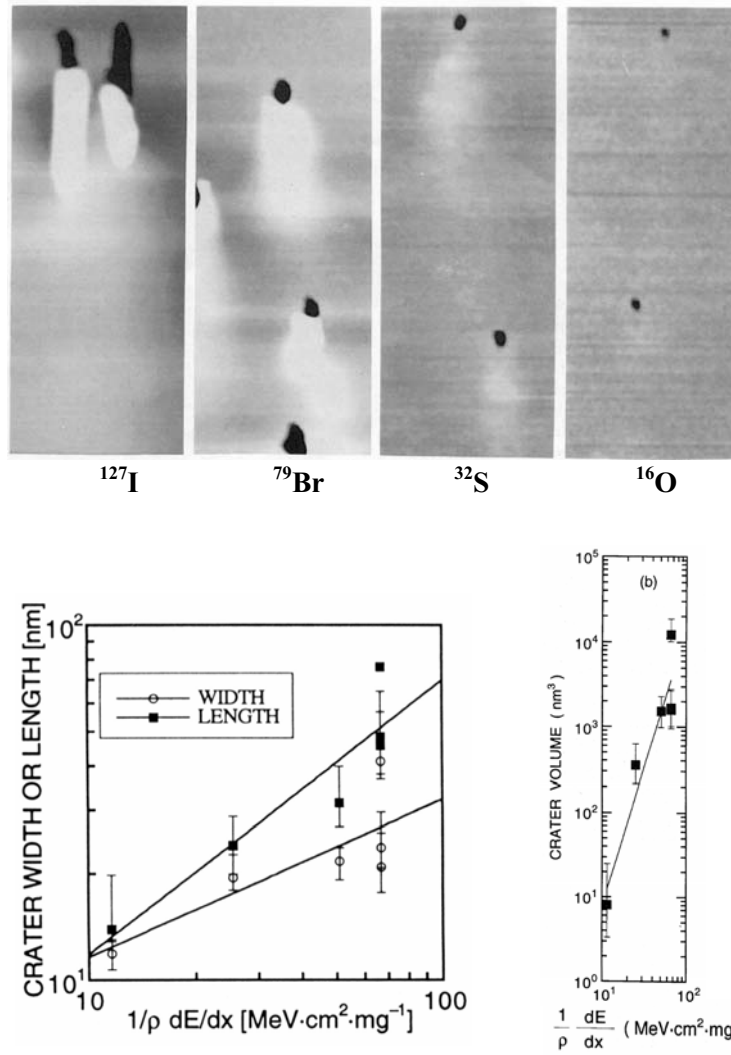 ¹²⁷I ⁷⁹Br ³²S ¹⁶O
CRATER WIDTH OR LENGTH [nm]
10²
10¹
WIDTH
LENGTH
10 100
1/ρ dE/dx [MeV·cm²·mg⁻¹]
CRATER VOLUME ( nm³ )
(b)
10⁵
10⁴
10³
10²
10¹
10⁰
10¹ 10²
1/ρ dE/dx ( MeV·cm²·mg